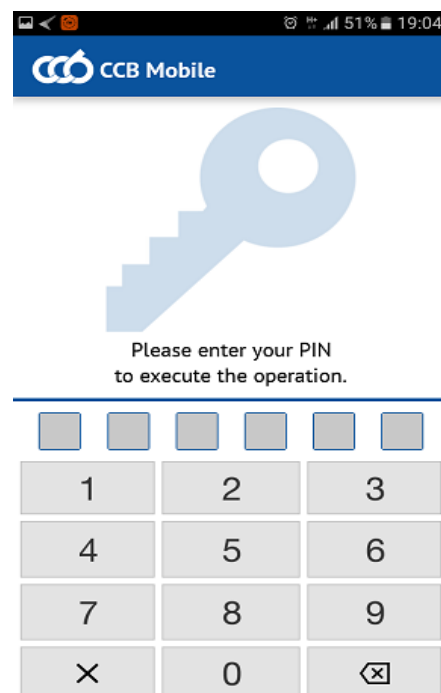 51% 19:04
CCB Mobile
Please enter your PIN
to execute the operation.
1 2 3
4 5 6
7 8 9
0